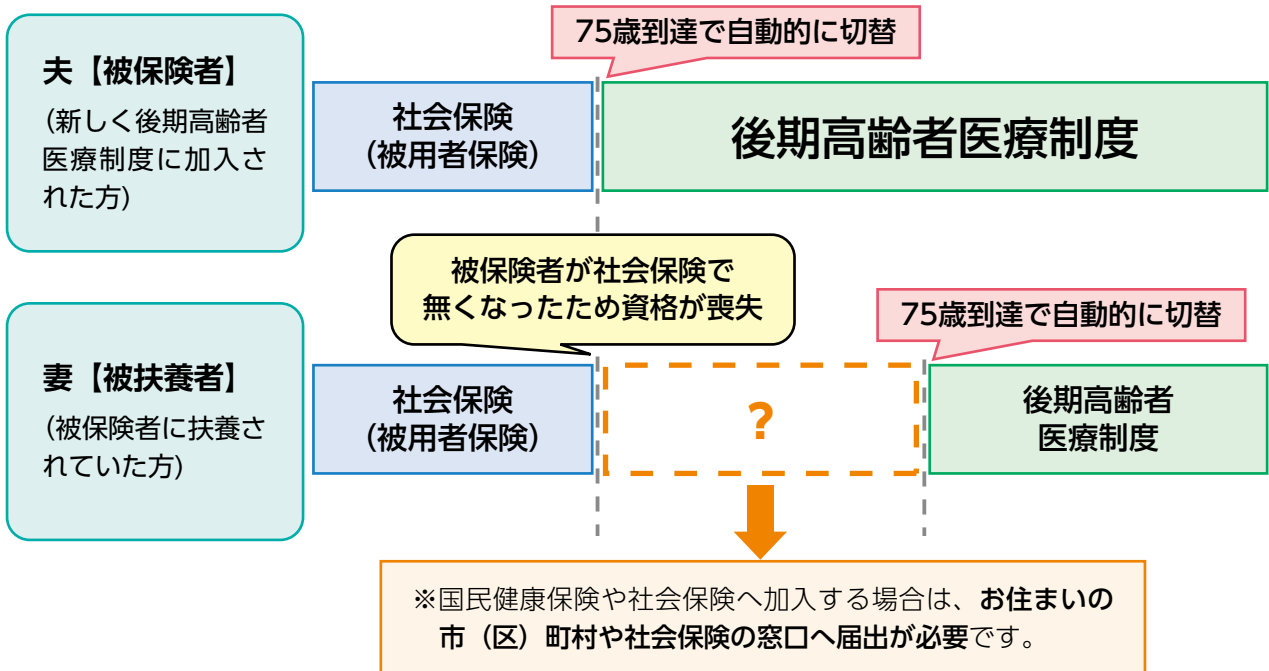 75歳到達で自動的に切替
夫【被保険者】
(新しく後期高齢者
医療制度に加入さ
れた方)
社会保険
(被用者保険)
後期高齢者医療制度
被保険者が社会保険で
無くなったため資格が喪失
75歳到達で自動的に切替
妻【被扶養者】
(被保険者に扶養さ
れていた方)
社会保険
(被用者保険)
?
後期高齢者
医療制度
※国民健康保険や社会保険へ加入する場合は、お住まいの
市(区)町村や社会保険の窓口へ届出が必要です。